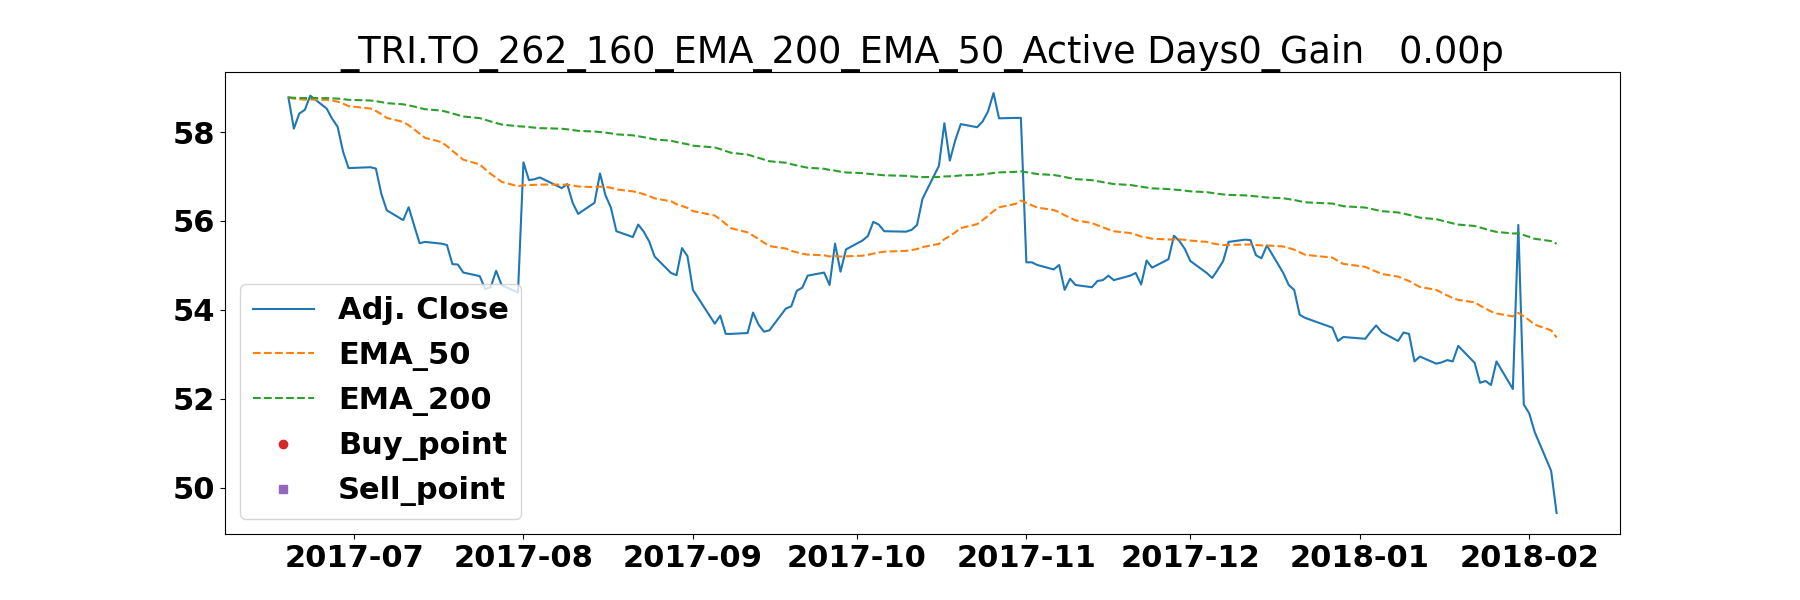 _TRI.TO_262_160_EMA_200_EMA_50_Active Days0_Gain   0.00p
58
56
54
52
50
Adj. Close
EMA_50
EMA_200
Buy_point
Sell_point
2017-07 2017-08 2017-09 2017-10 2017-11 2017-12 2018-01 2018-02